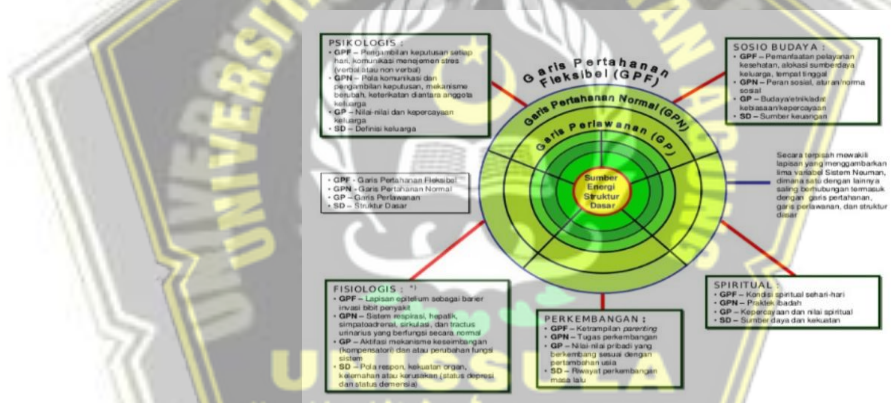 PSIKOLOGIS :
• GPF – Pengambilan keputusan setiap
hari, komunikasi menejemen stres
(verbal atau non verbal)
• GPN – Pola komunikasi dan
pengambilan keputusan, mekanisme
berubah, keterikatan diantara anggota
keluarga
• GP – Nilai-nilai dan kepercayaan
keluarga
• SD – Definisi keluarga
Garis Pertahanan
Fleksibel (GPF)
Garis Pertahanan Normal (GPN)
Garis Perlawanan (GP)
Sumber
Energi
Struktur
Dasar
SOSIO BUDAYA :
• GPF – Pemanfaatan pelayanan
kesehatan, alokasi sumberdaya
keluarga, tempat tinggal
• GPN – Peran sosial, aturan/norma
sosial
• GP – Budaya/etnik/adat
kebiasaan/kepercayaan
• SD – Sumber keuangan
• GPF - Garis Pertahanan Fleksibel
• GPN - Garis Pertahanan Normal
• GP – Garis Perlawanan
• SD – Struktur Dasar
Secara terpisah mewakili
lapisan yang menggambarkan
lima variabel Sistem Neuman,
dimana satu dengan lainnya
saling berhubungan termasuk
dengan garis pertahanan,
garis perlawanan, dan struktur
dasar
FISIOLOGIS : *)
• GPF – Lapisan epitelium sebagai barier
invasi bibit penyakit
• GPN – Sistem respirasi, hepatik,
simpatoadrenal, sirkulasi, dan tractus
urinarius yang berfungsi secara normal
• GP – Aktifasi mekanisme keseimbangan
(kompensatori) dan atau perubahan fungsi
sistem
• SD – Pola respon, kekuatan organ,
kelemahan atau kerusakan (status depresi
dan status demensia)
PERKEMBANGAN :
• GPF – Ketrampilan parenting
• GPN – Tugas perkembangan
• GP – Nilai-nilai pribadi yang
berkembang sesuai dengan
pertambahan usia
• SD – Riwayat perkembangan
masa lalu
SPIRITUAL :
• GPF – Kondisi spiritual sehari-hari
• GPN – Praktek ibadah
• GP – Kepercayaan dan nilai spiritual
• SD – Sumber daya dan kekuatan
UNIVERSITAS
UNISSULA